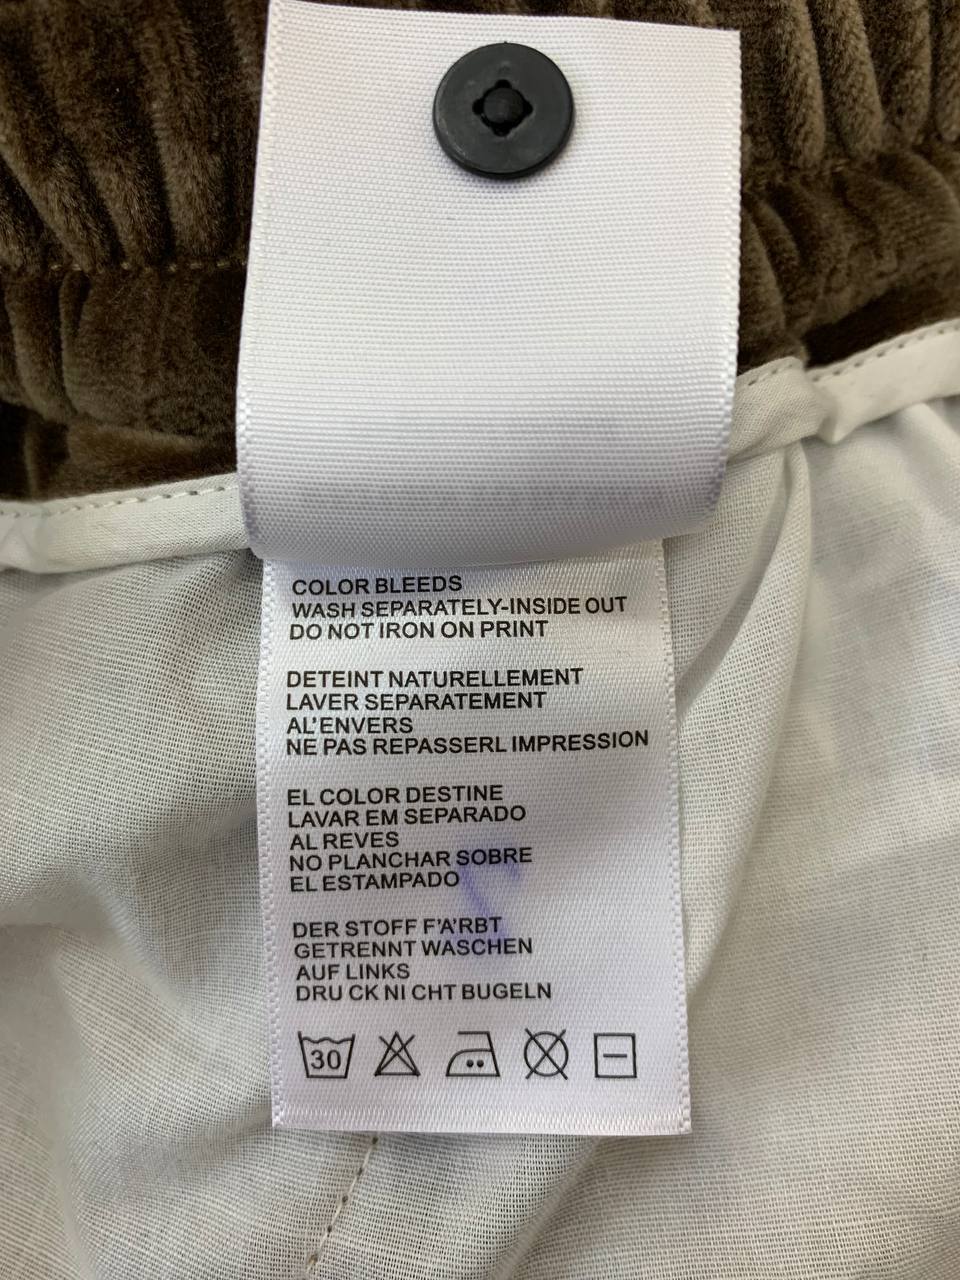 COLOR BLEEDS
WASH SEPARATELY-INSIDE OUT
DO NOT IRON ON PRINT
DETEINT NATURELLEMENT
LAVER SEPARATEMENT
AL'ENVERS
NE PAS REPASSERL IMPRESSION
EL COLOR DESTINE
LAVAR EM SEPARADO
AL REVES
NO PLANCHAR SOBRE
EL ESTAMPADO
DER STOFF F'A'RBT
GETRENNT WASCHEN
AUF LINKS
DRU CK NI CHT BUGELN
30